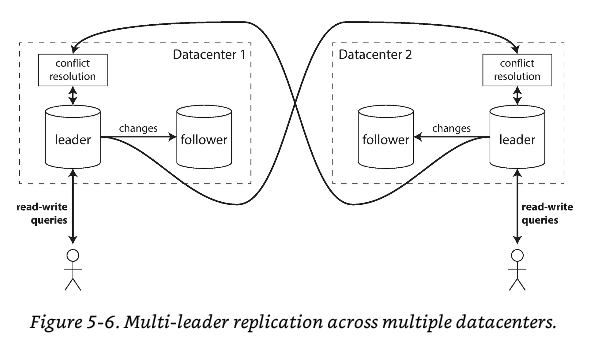 Datacenter 1
conflict
resolution
leader
changes
follower
read-write
queries
Datacenter 2
conflict
resolution
follower
changes
leader
read-write
queries
Figure 5-6. Multi-leader replication across multiple datacenters.